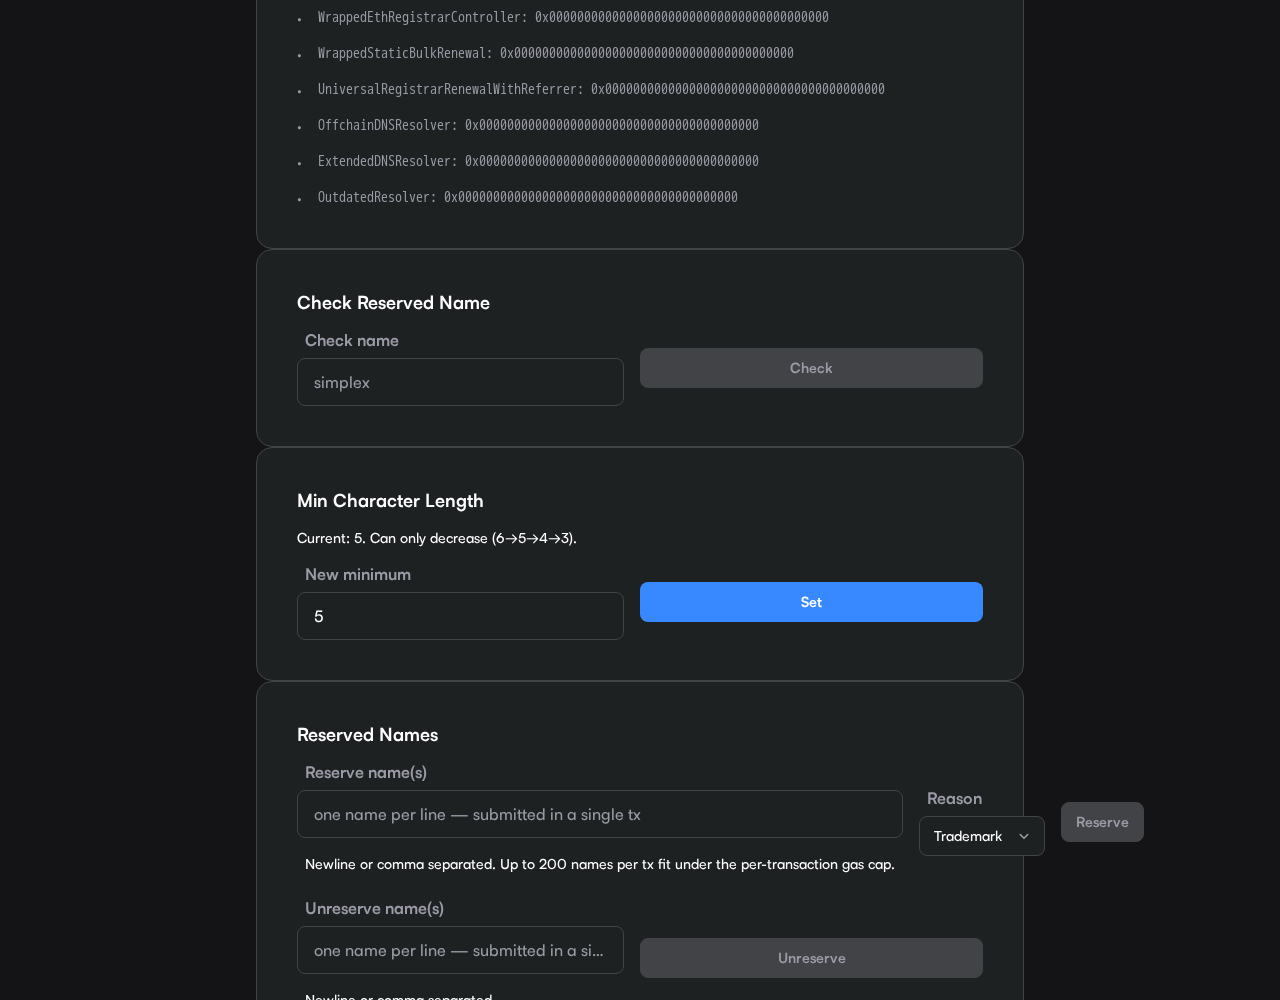 • WrappedEthRegistrarController: 0x0000000000000000000000000000000000000000
• WrappedStaticBulkRenewal: 0x0000000000000000000000000000000000000000
• UniversalRegistrarRenewalWithReferrer: 0x0000000000000000000000000000000000000000
• OffchainDNSResolver: 0x0000000000000000000000000000000000000000
• ExtendedDNSResolver: 0x0000000000000000000000000000000000000000
• OutdatedResolver: 0x0000000000000000000000000000000000000000
Check Reserved Name
Check name
simplex
Check
Min Character Length
Current: 5. Can only decrease (6→5→4→3).
New minimum
5
Set
Reserved Names
Reserve name(s)
one name per line — submitted in a single tx
Reason
Trademark
Reserve
Newline or comma separated. Up to 200 names per tx fit under the per-transaction gas cap.
Unreserve name(s)
one name per line — submitted in a si...
Unreserve
Newline or comma separated.